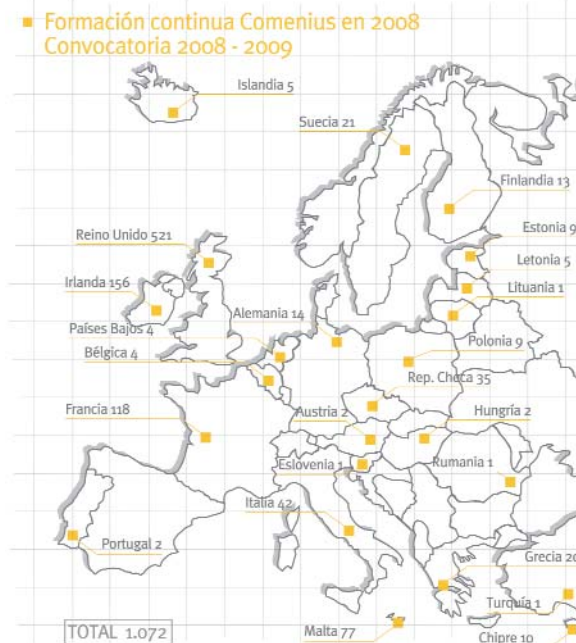 Formación continua Comenius en 2008
Convocatoria 2008 - 2009
Islandia 5
Suecia 21
Finlandia 13
Estonia 9
Reino Unido 521
Letonia 5
Irlanda 156
Lituania 1
Alemania 14
Países Bajos 4
Polonia 9
Bélgica 4
Rep. Checa 35
Francia 118
Austria 2
Hungría 2
Eslovenia 1
Rumania 1
Italia 42
Portugal 2
Grecia 20
Turquía 1
TOTAL 1.072
Malta 77
Chipre 10